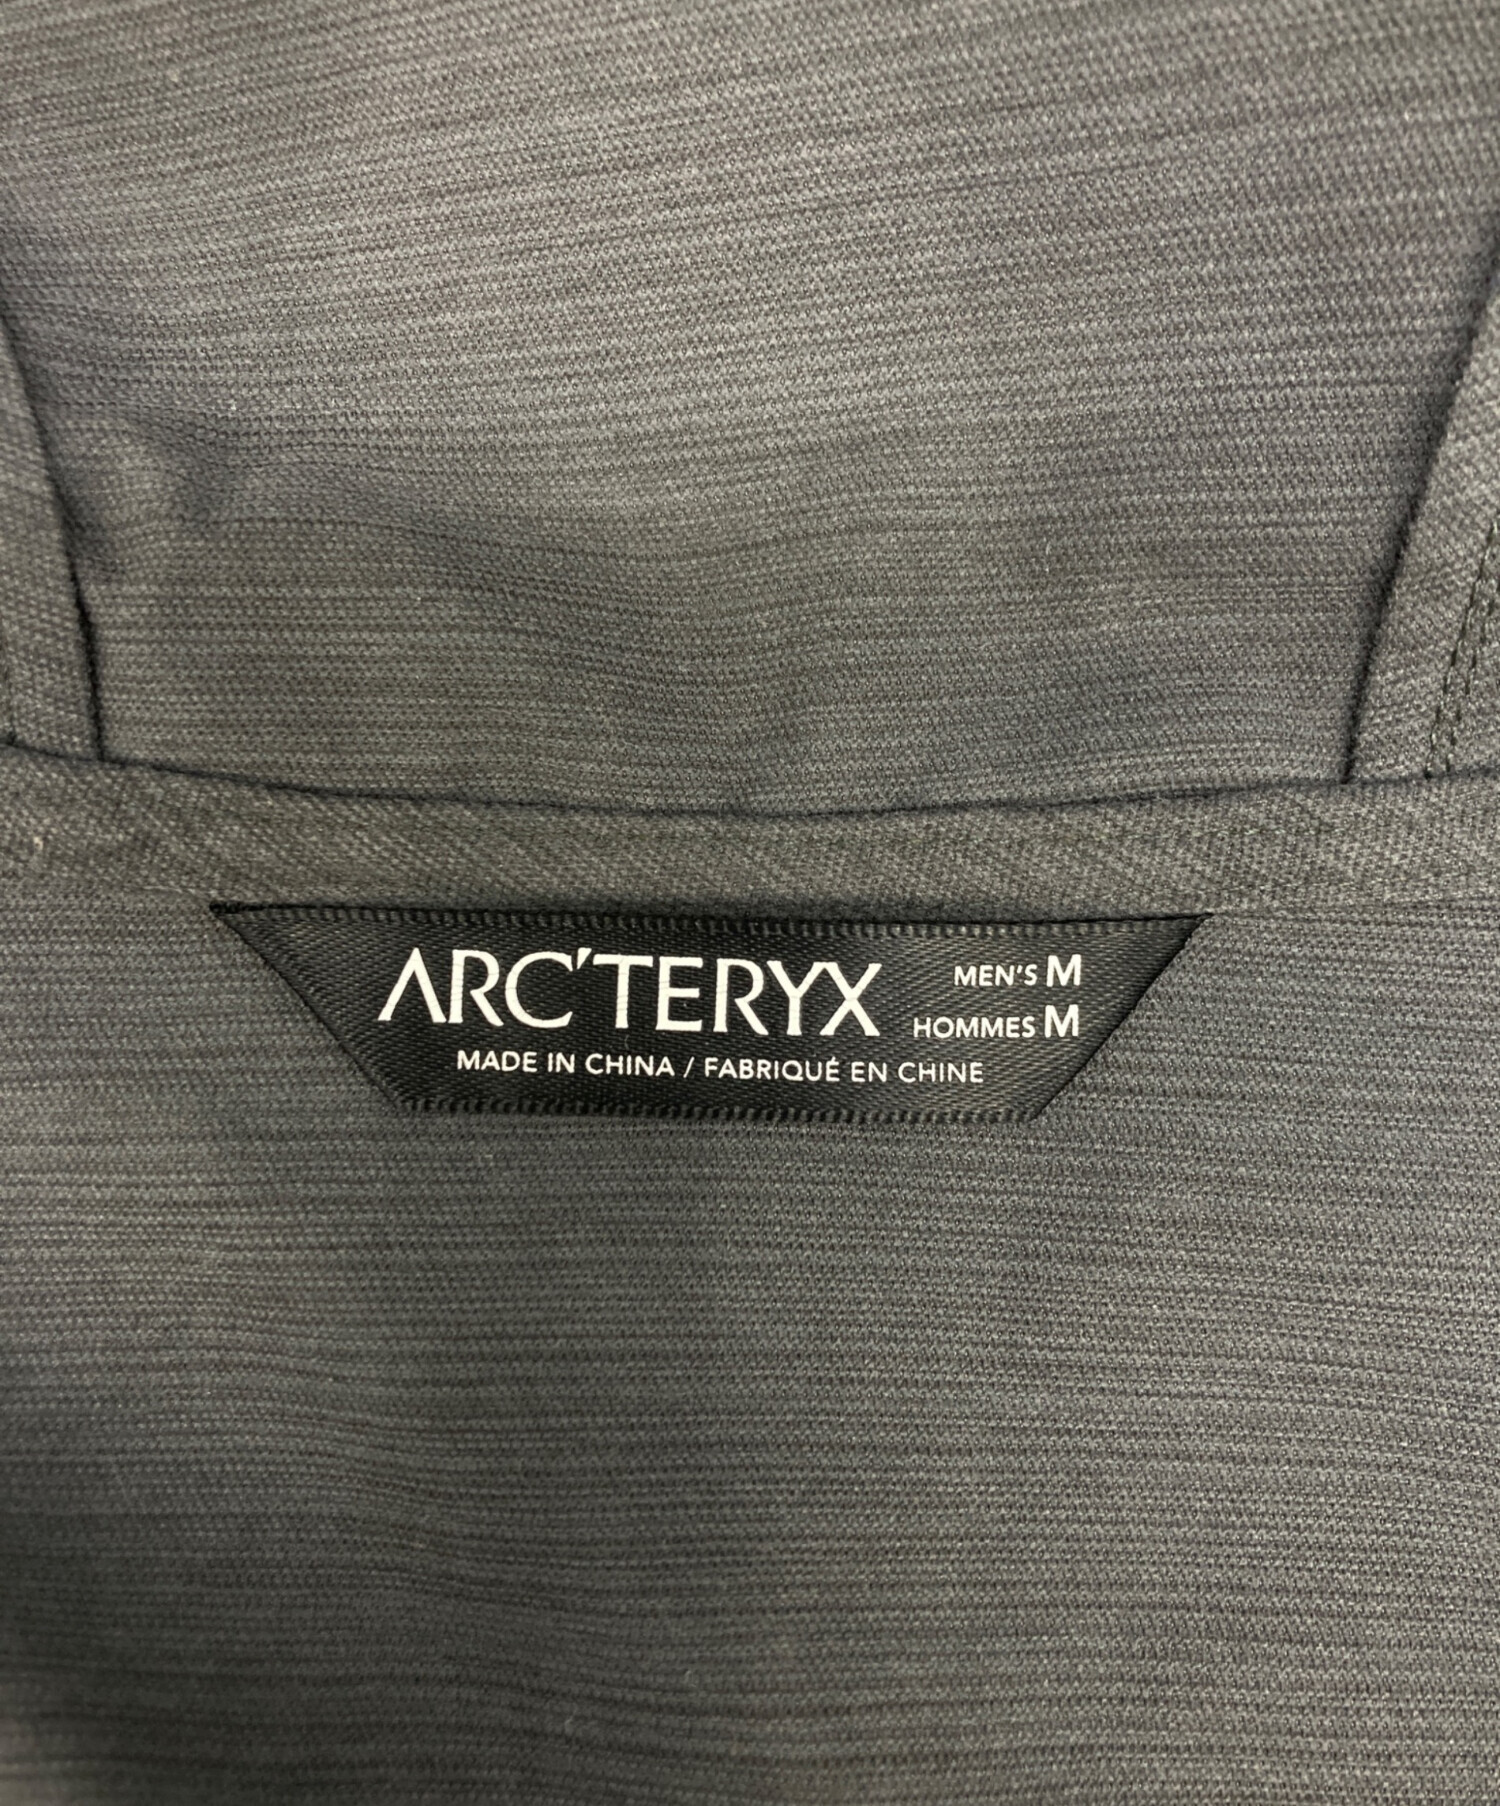 ARC'TERYX MEN'S M
HOMMES M
MADE IN CHINA / FABRIQUÉ EN CHINE